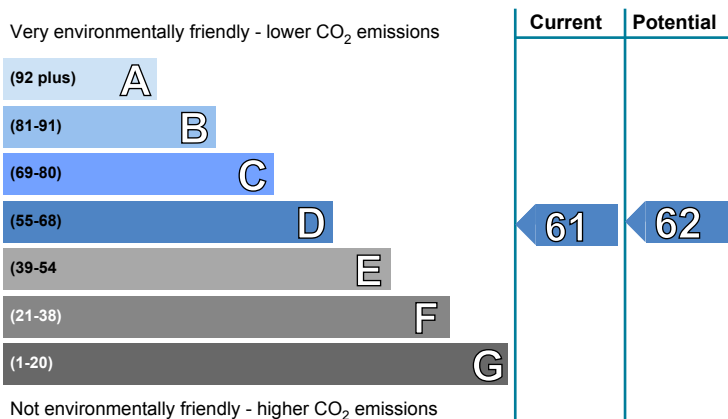 Current Potential
Very environmentally friendly - lower CO2 emissions
(92 plus) A
(81-91) B
(69-80) C
(55-68) D 61 62
(39-54 E
(21-38) F
(1-20) G
Not environmentally friendly - higher CO2 emissions